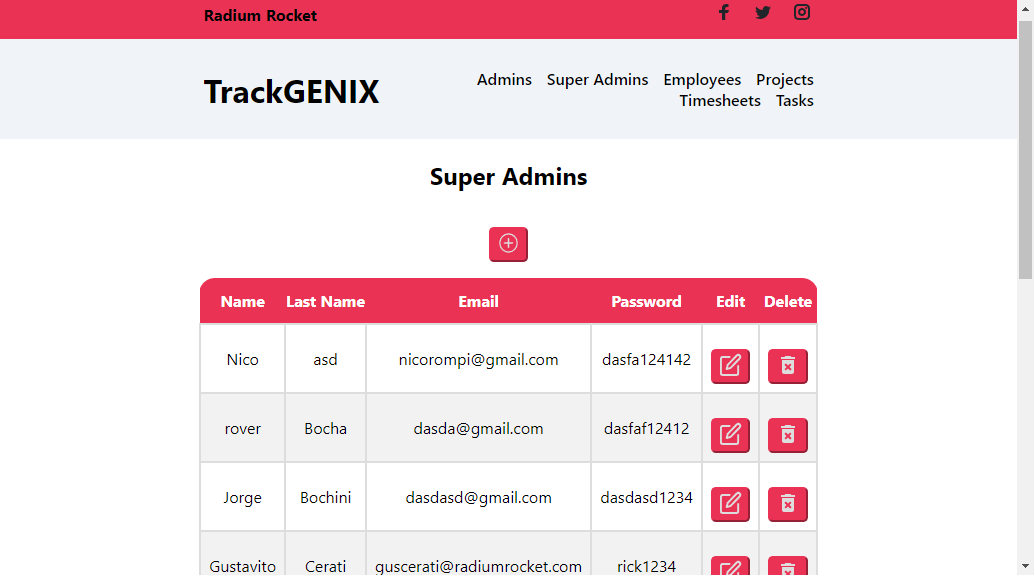 Radium Rocket
TrackGENIX
Admins Super Admins Employees Projects
Timesheets Tasks
Super Admins
Name Last Name Email Password Edit Delete
Nico asd nicorompi@gmail.com dasfa124142
rover Bocha dasda@gmail.com dasfaf12412
Jorge Bochini dasdasd@gmail.com dasdasd1234
Gustavito Cerati guscerati@radiumrocket.com rick1234